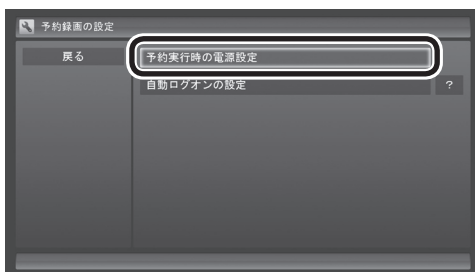 予約録画の設定
戻る
予約実行時の電源設定
自動ログオンの設定
?